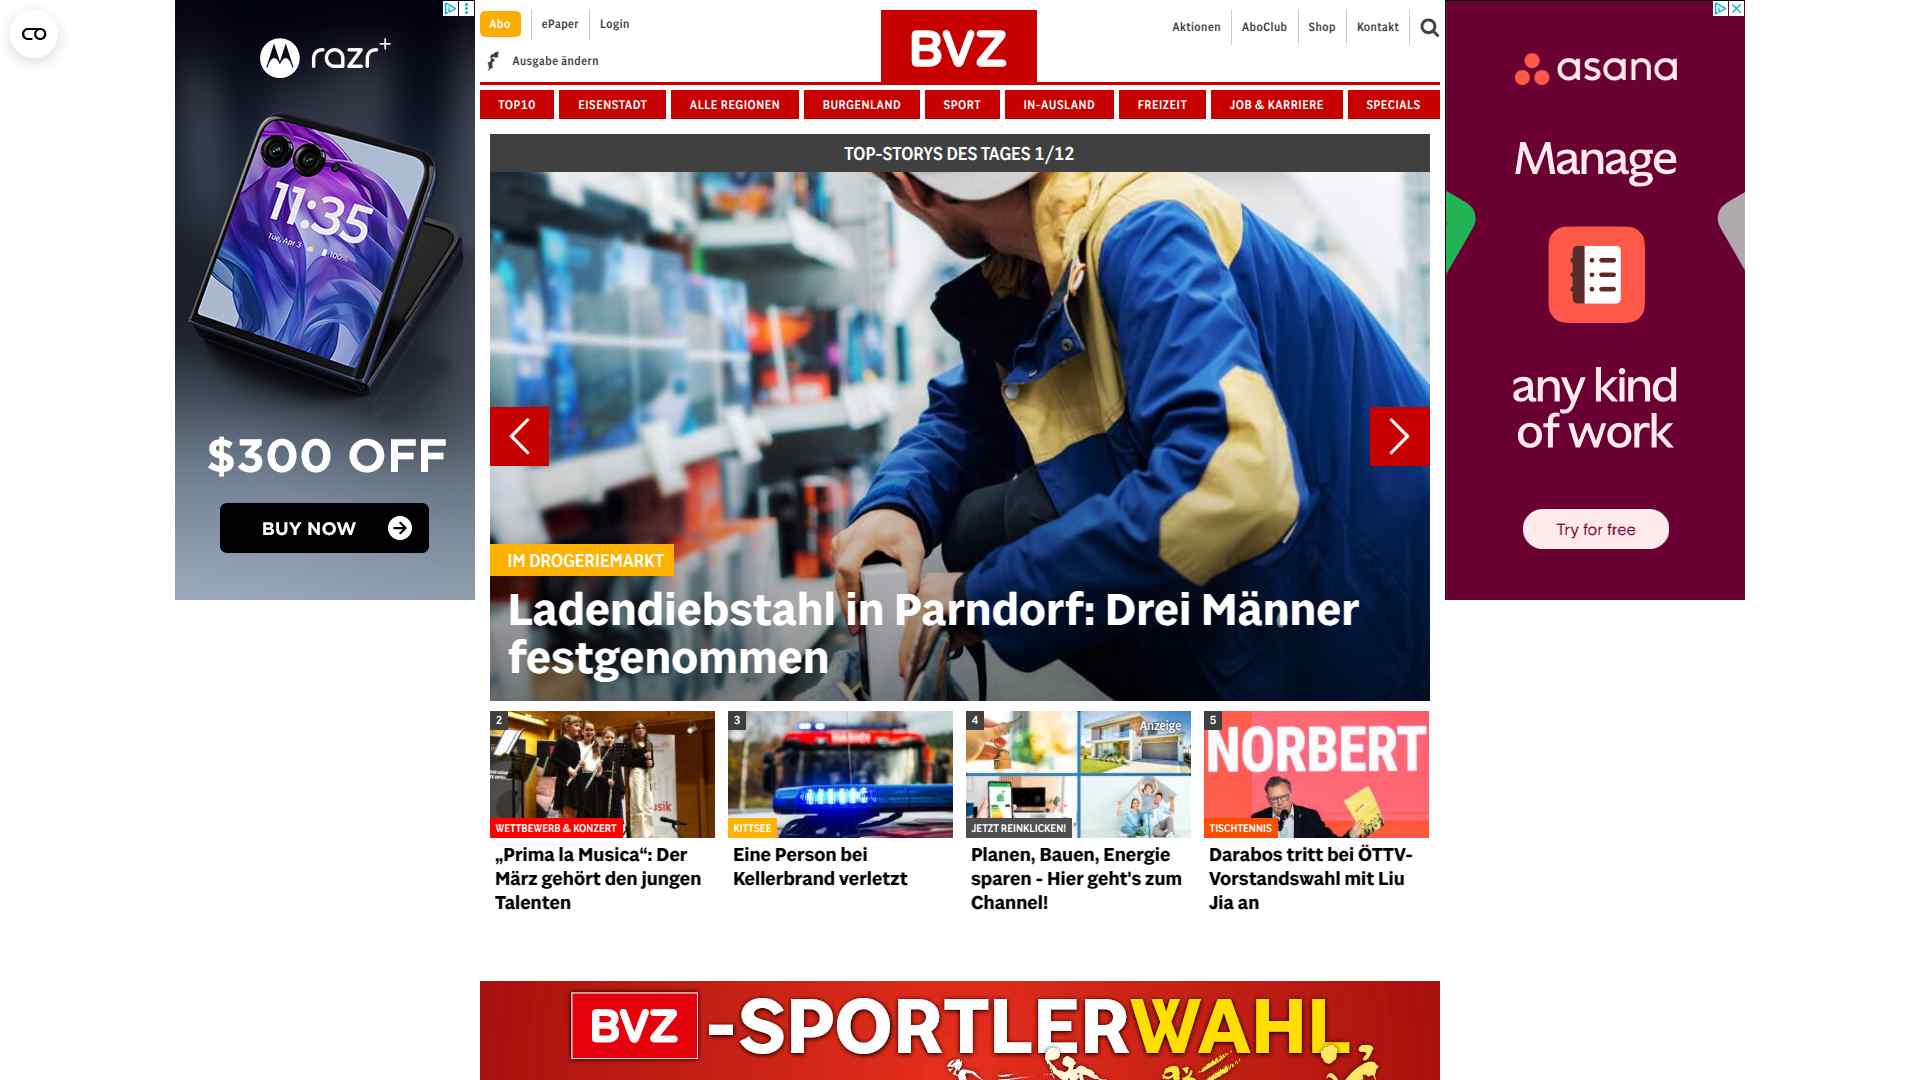 Abo
ePaper
Login
Ausgabe ändern
BVZ
Aktionen
AboClub
Shop
Kontakt
TOP10
EISENSTADT
ALLE REGIONEN
BURGENLAND
SPORT
IN-AUSLAND
FREIZEIT
JOB & KARRIERE
SPECIALS
razr+
11:35
Tue, Apr 3
100%
$300 OFF
BUY NOW
TOP-STORYS DES TAGES 1/12
IM DROGERIEMARKT
Ladendiebstahl in Parndorf: Drei Männer
festgenommen
asana
Manage
any kind
of work
Try for free
2
WETTBEWERB & KONZERT
„Prima la Musica“: Der
März gehört den jungen
Talenten
3
KITTSEE
Eine Person bei
Kellerbrand verletzt
4
Anzeige
JETZT REINKLICKEN!
Planen, Bauen, Energie
sparen - Hier geht's zum
Channel!
5
NORBERT
TISCHTENNIS
Darabos tritt bei ÖTTV-
Vorstandswahl mit Liu
Jia an
BVZ -SPORTLERWAHL